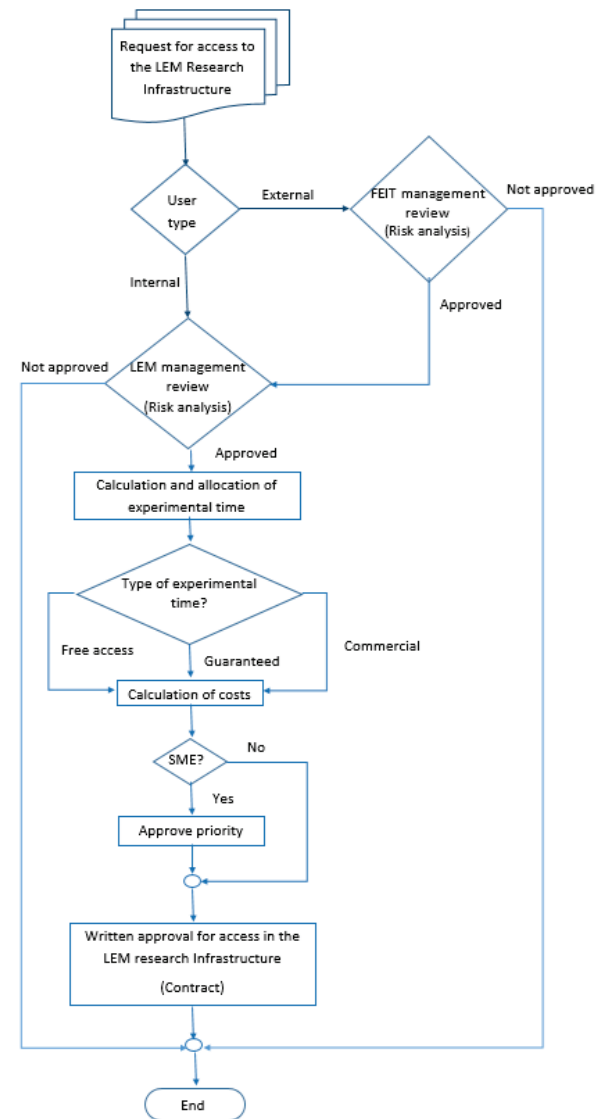 Request for access to
the LEM Research
Infrastructure
User
type
External
FEIT management
review
(Risk analysis)
Not approved
Internal
Approved
Not approved
LEM management
review
(Risk analysis)
Approved
Calculation and allocation of
experimental time
Type of experimental
time?
Free access
Guaranteed
Commercial
Calculation of costs
SME?
No
Yes
Approve priority
Written approval for access in the
LEM research Infrastructure
(Contract)
End